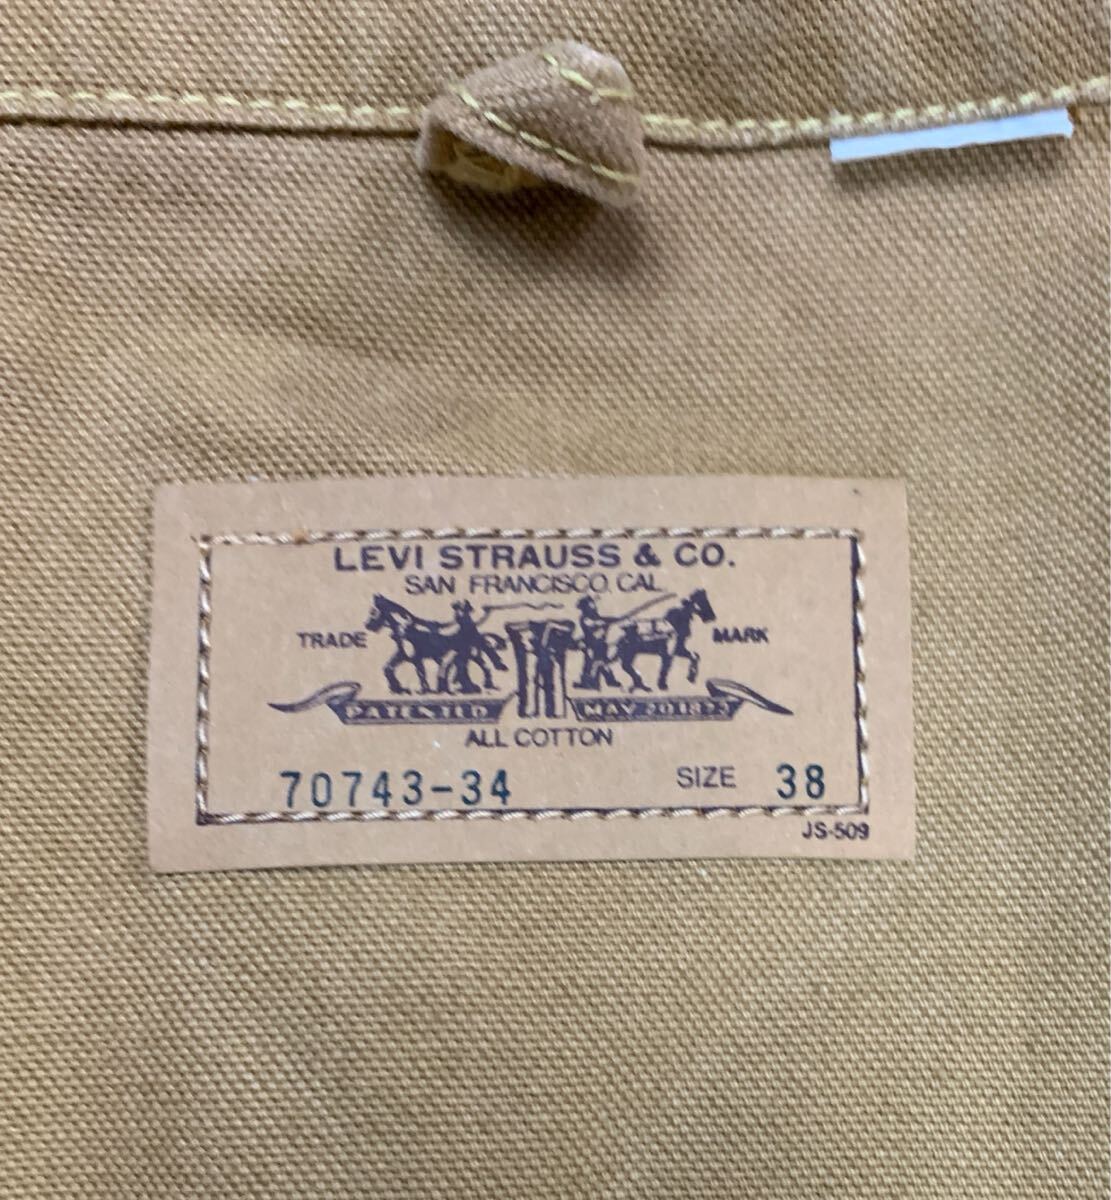 LEVI STRAUSS & CO.
SAN FRANCISCO, CAL
TRADE MARK
PATENTED MAY 20 1873
ALL COTTON
70743-34 SIZE 38
JS-509